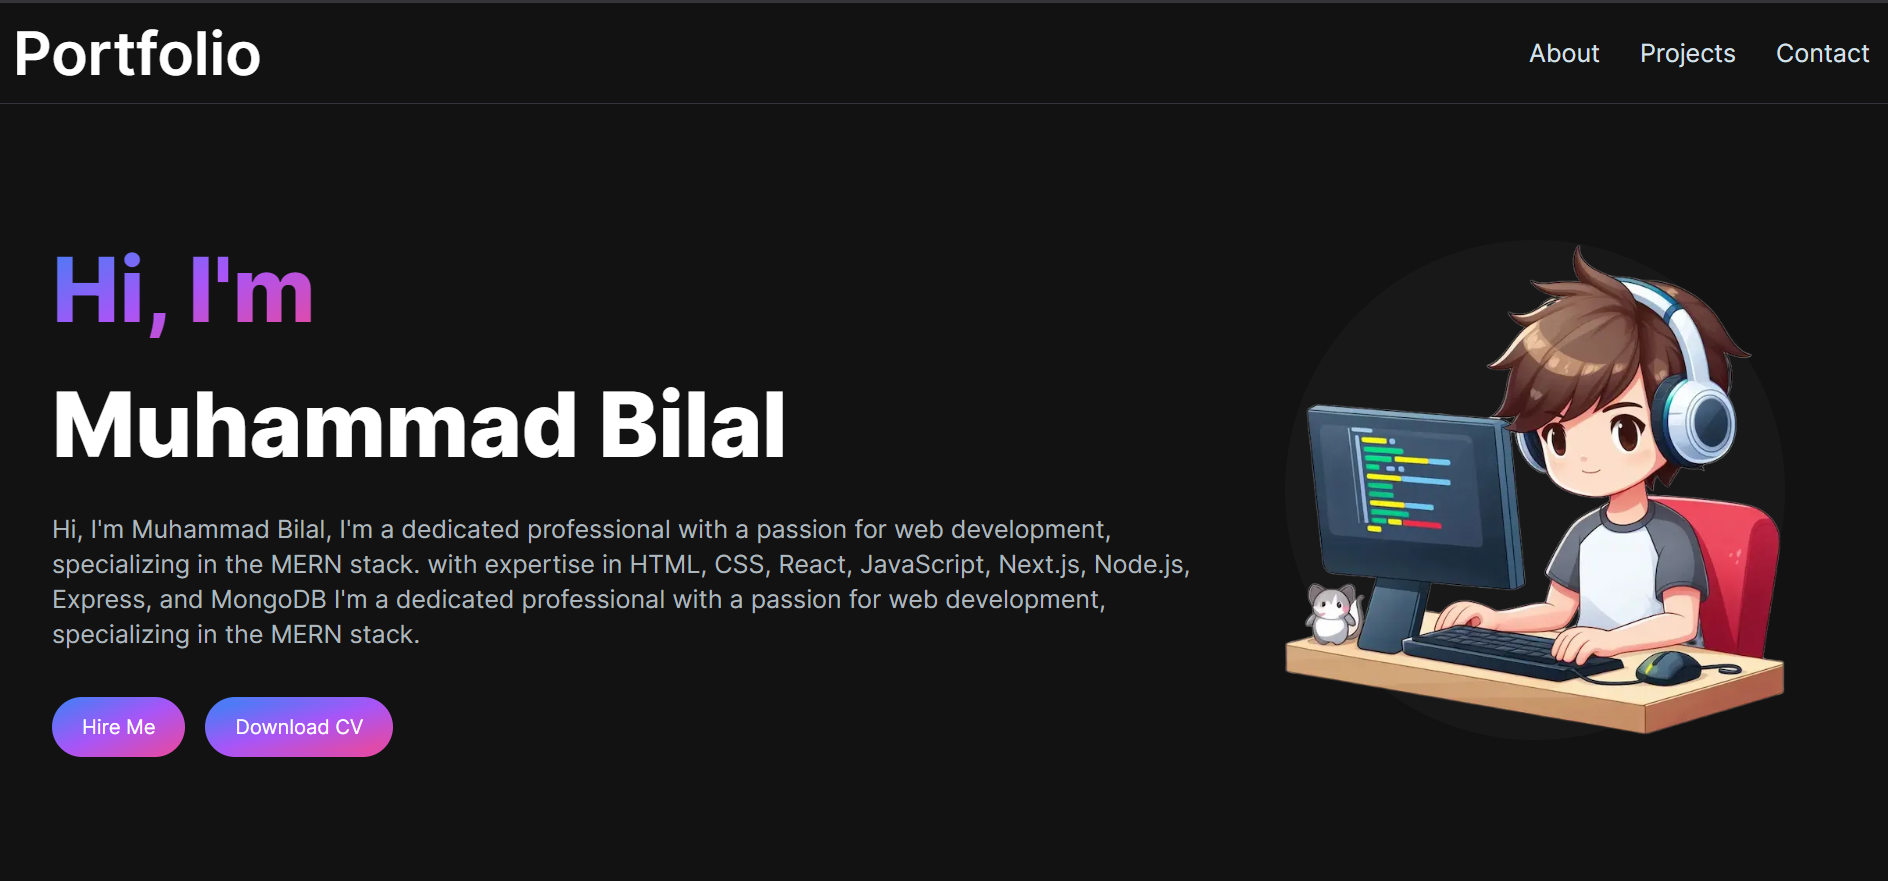 Portfolio
About
Projects
Contact
Hi, I'm
Muhammad Bilal
Hi, I'm Muhammad Bilal, I'm a dedicated professional with a passion for web development,
specializing in the MERN stack. with expertise in HTML, CSS, React, JavaScript, Next.js, Node.js,
Express, and MongoDB I'm a dedicated professional with a passion for web development,
specializing in the MERN stack.
Hire Me
Download CV